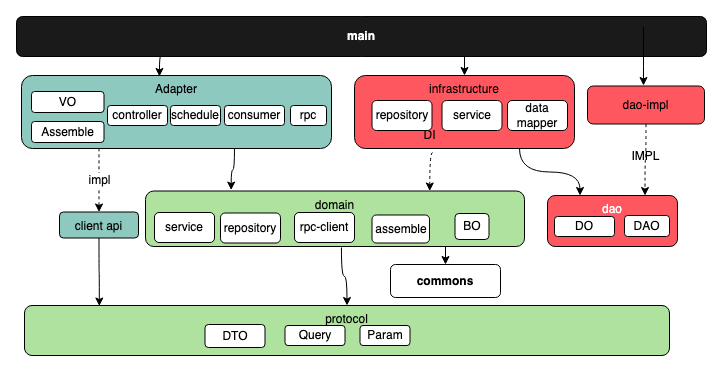 main
Adapter
VO
Assemble
controller
schedule
consumer
rpc
infrastructure
repository
service
data
mapper
DI
dao-impl
impl
IMPL
client api
domain
service
repository
rpc-client
assemble
BO
dao
DO
DAO
commons
protocol
DTO
Query
Param